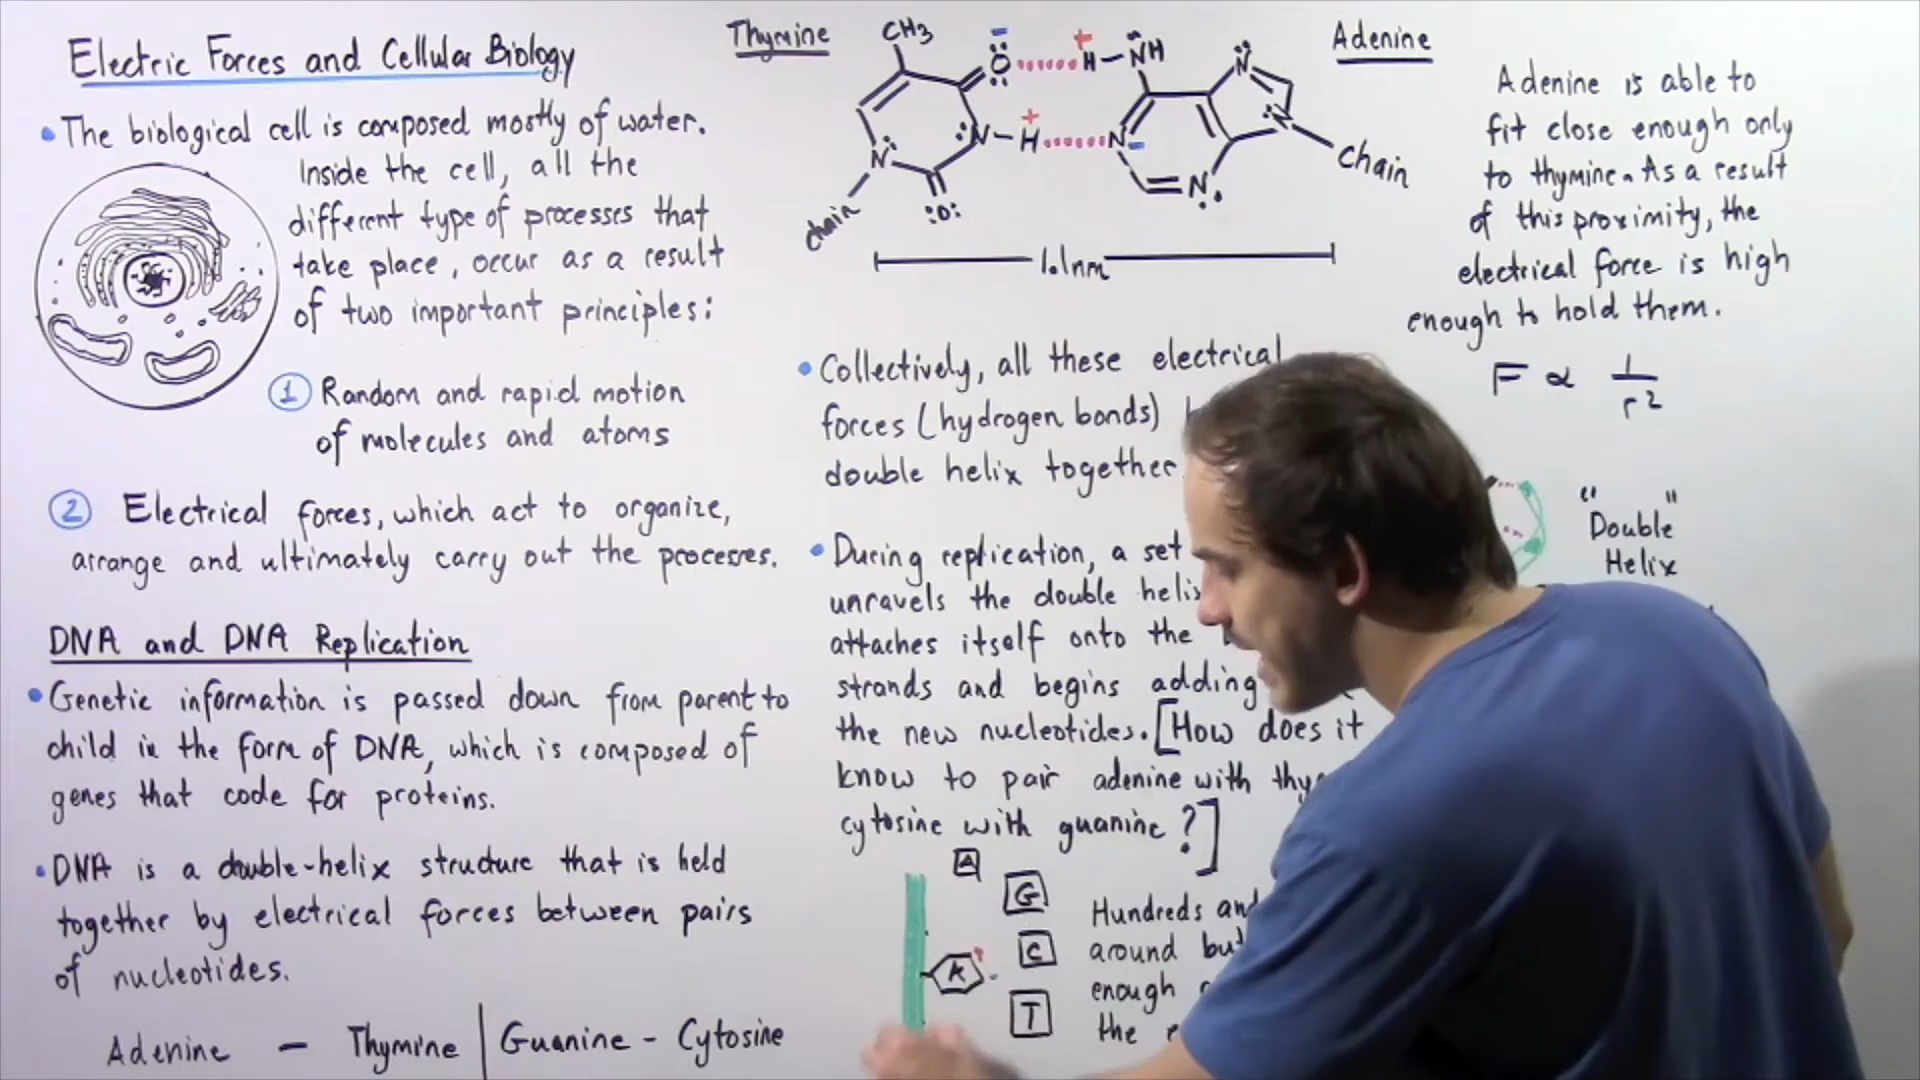 Electric Forces and Cellular Biology
• The biological cell is composed mostly of water.
Inside the cell, all the
different type of processes that
take place, occur as a result
of two important principles:
1 Random and rapid motion
of molecules and atoms
2 Electrical forces, which act to organize,
arrange and ultimately carry out the processes.
DNA and DNA Replication
• Genetic information is passed down from parent to
child in the form of DNA, which is composed of
genes that code for proteins.
• DNA is a double-helix structure that is held
together by electrical forces between pairs
of nucleotides.
Adenine — Thymine | Guanine - Cytosine
Thymine
CH3
O
H
NH
N
Adenine
N
H
N
N
N
N
chain
chain
:O:
1.1nm
Adenine is able to
fit close enough only
to thymine. As a result
of this proximity, the
electrical force is high
enough to hold them.
F ∝ 1/r²
• Collectively, all these electrical
forces (hydrogen bonds)
double helix together
"Double"
Helix
• During replication, a set
unravels the double
attaches itself onto the
strands and begins adding
the new nucleotides. [How does it
know to pair adenine with
cytosine with guanine?]
A
G
C
A
T
Hundreds and
around but
enough
the